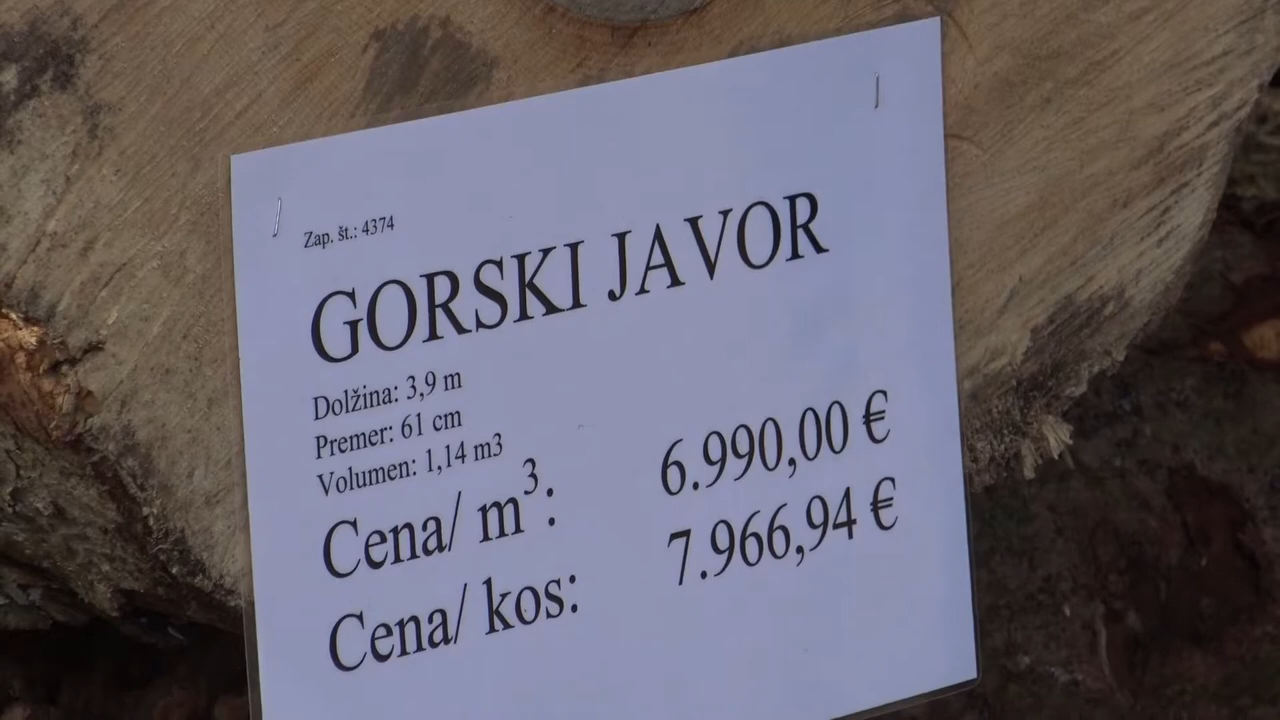 Zap. št.: 4374
GORSKI JAVOR
Dolžina: 3,9 m
Premer: 61 cm
Volumen: 1,14 m3
Cena/ m³: 6.990,00 €
Cena/ kos: 7.966,94 €